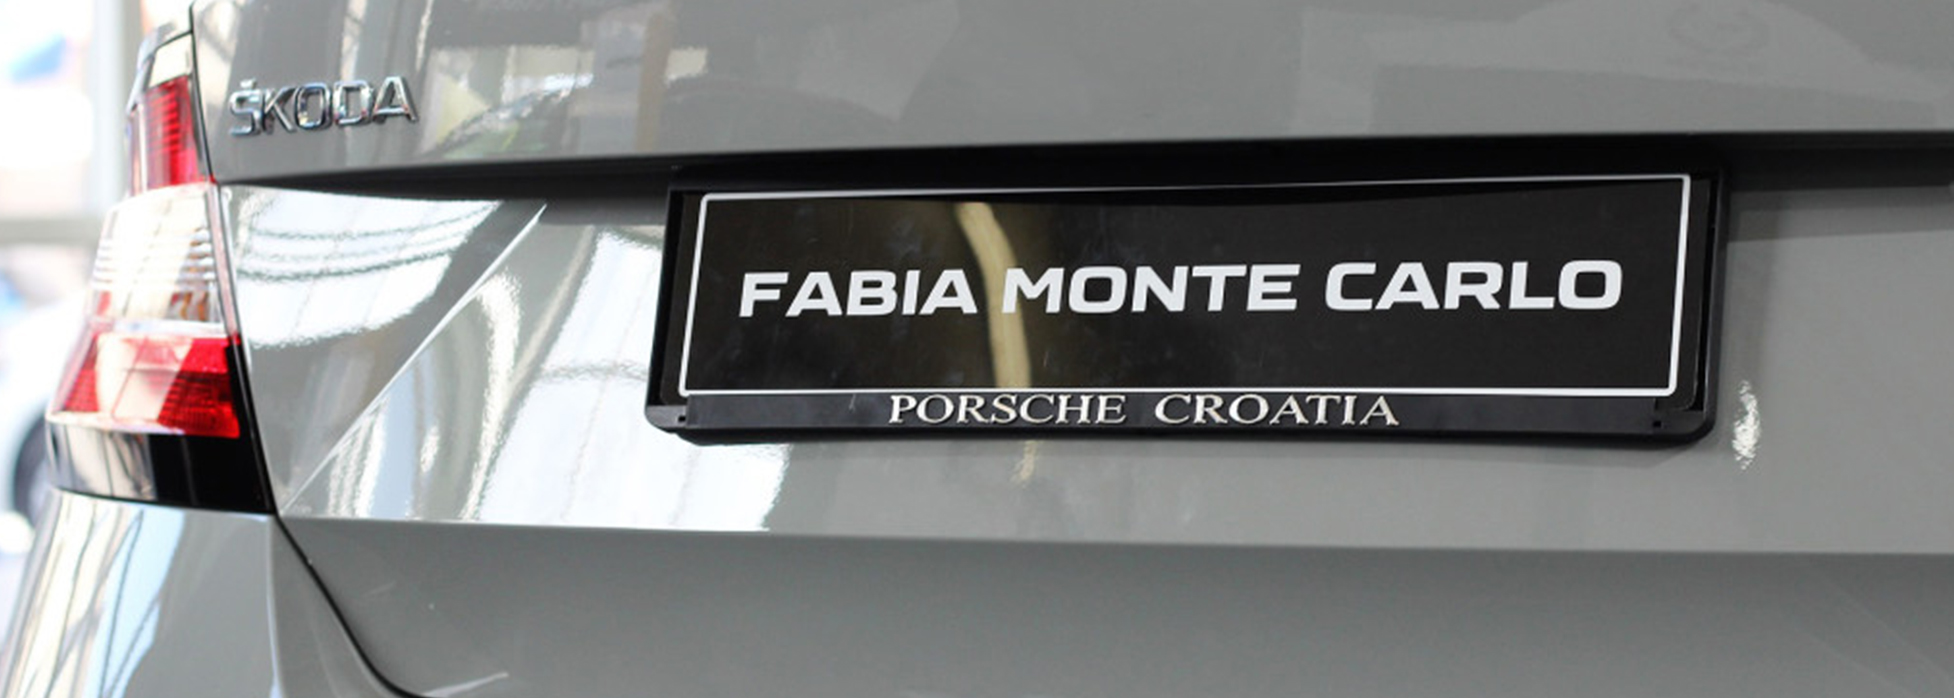 ŠKODA
FABIA MONTE CARLO
PORSCHE CROATIA